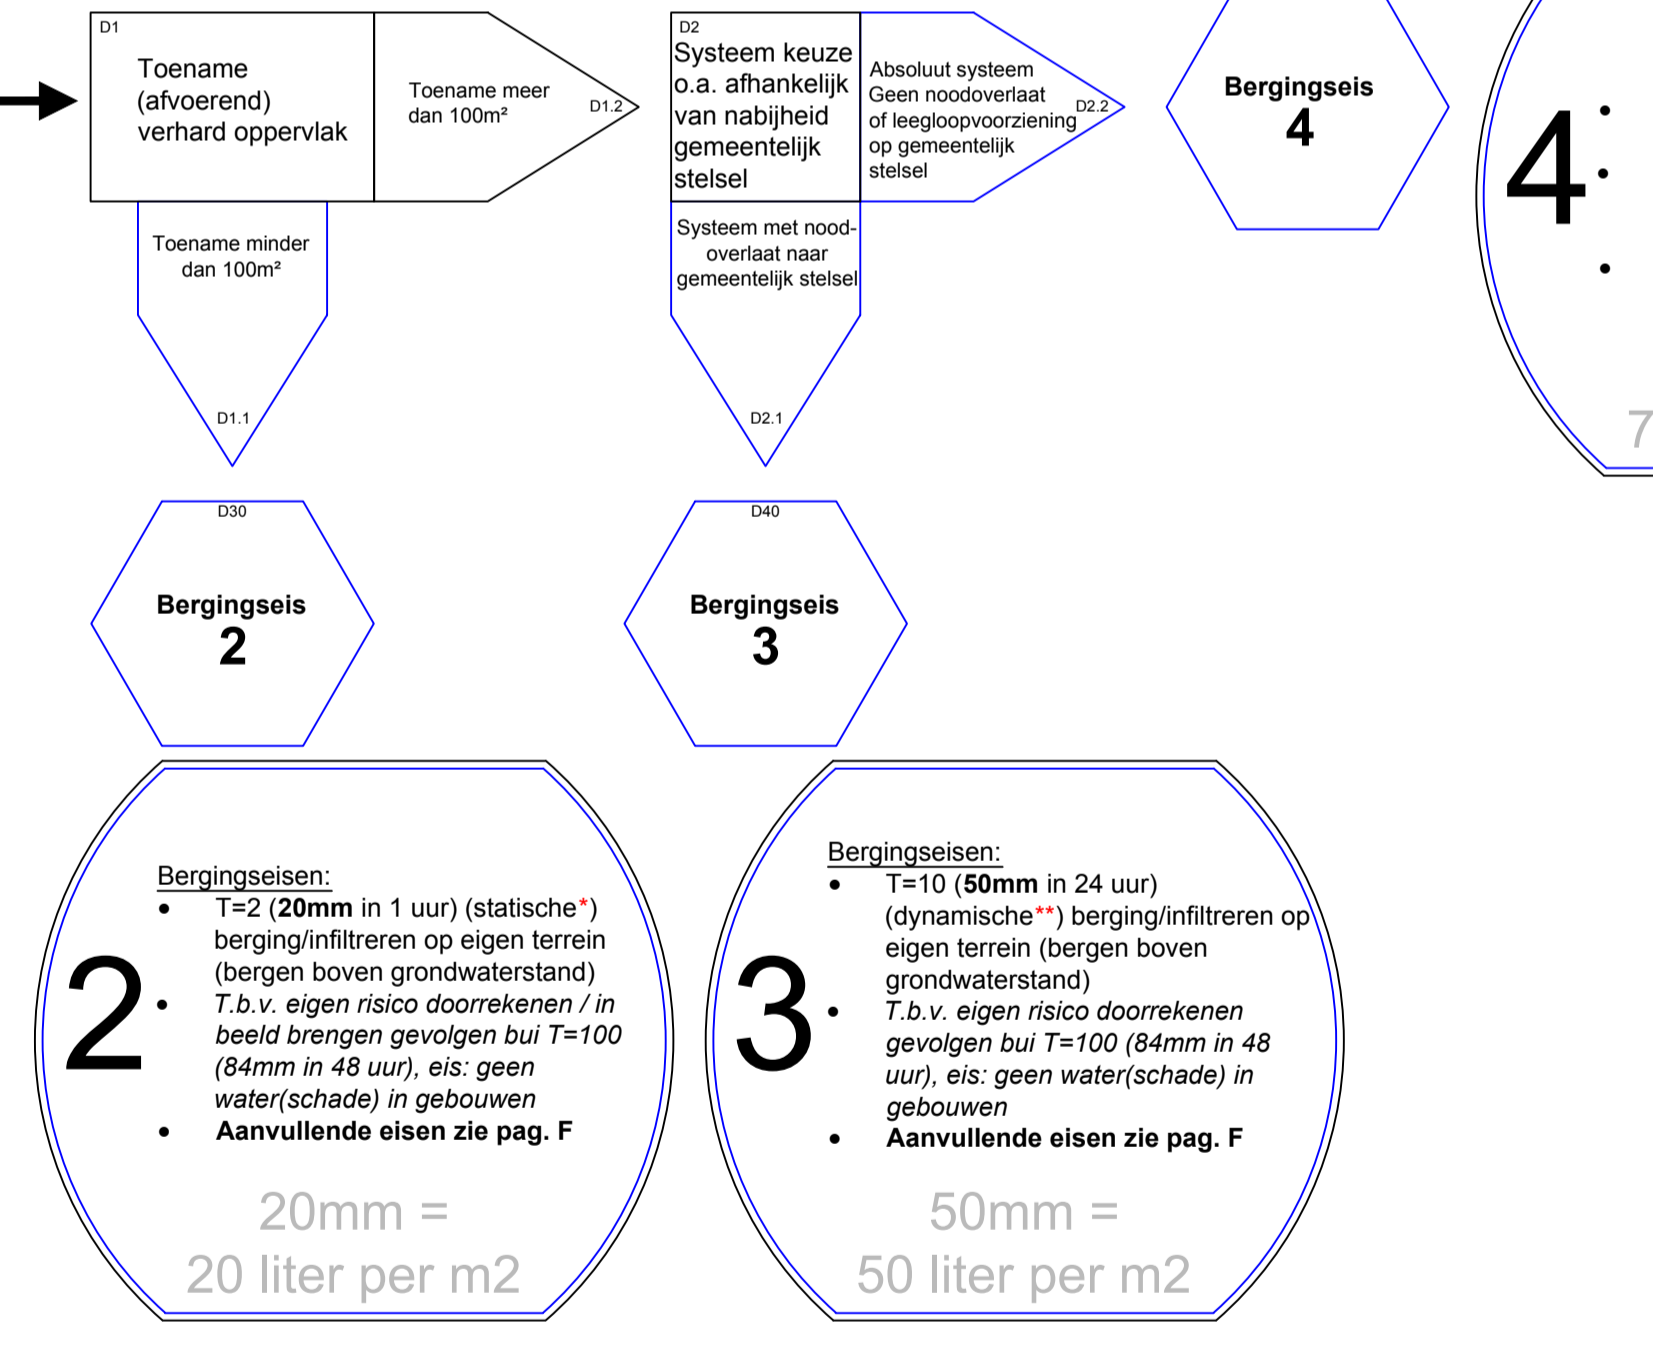 D1
Toename
(afvoerend)
verhard oppervlak
Toename meer
dan 100m²
D1.2
Toename minder
dan 100m²
D1.1
D2
Systeem keuze
o.a. afhankelijk
van nabijheid
gemeentelijk
stelsel
Absoluut systeem
Geen noodoverlaat
of leegloopvoorziening
op gemeentelijk
stelsel
D2.2
Systeem met nood-
overlaat naar
gemeentelijk stelsel
D2.1
Bergingseis
4
4
•
•
•
7
D30
Bergingseis
2
D40
Bergingseis
3
2
Bergingseisen:
• T=2 (20mm in 1 uur) (statische*)
berging/infiltreren op eigen terrein
(bergen boven grondwaterstand)
• T.b.v. eigen risico doorrekenen / in
beeld brengen gevolgen bui T=100
(84mm in 48 uur), eis: geen
water(schade) in gebouwen
• Aanvullende eisen zie pag. F
20mm =
20 liter per m2
3
Bergingseisen:
• T=10 (50mm in 24 uur)
(dynamische**) berging/infiltreren op
eigen terrein (bergen boven
grondwaterstand)
• T.b.v. eigen risico doorrekenen
gevolgen bui T=100 (84mm in 48
uur), eis: geen water(schade) in
gebouwen
• Aanvullende eisen zie pag. F
50mm =
50 liter per m2